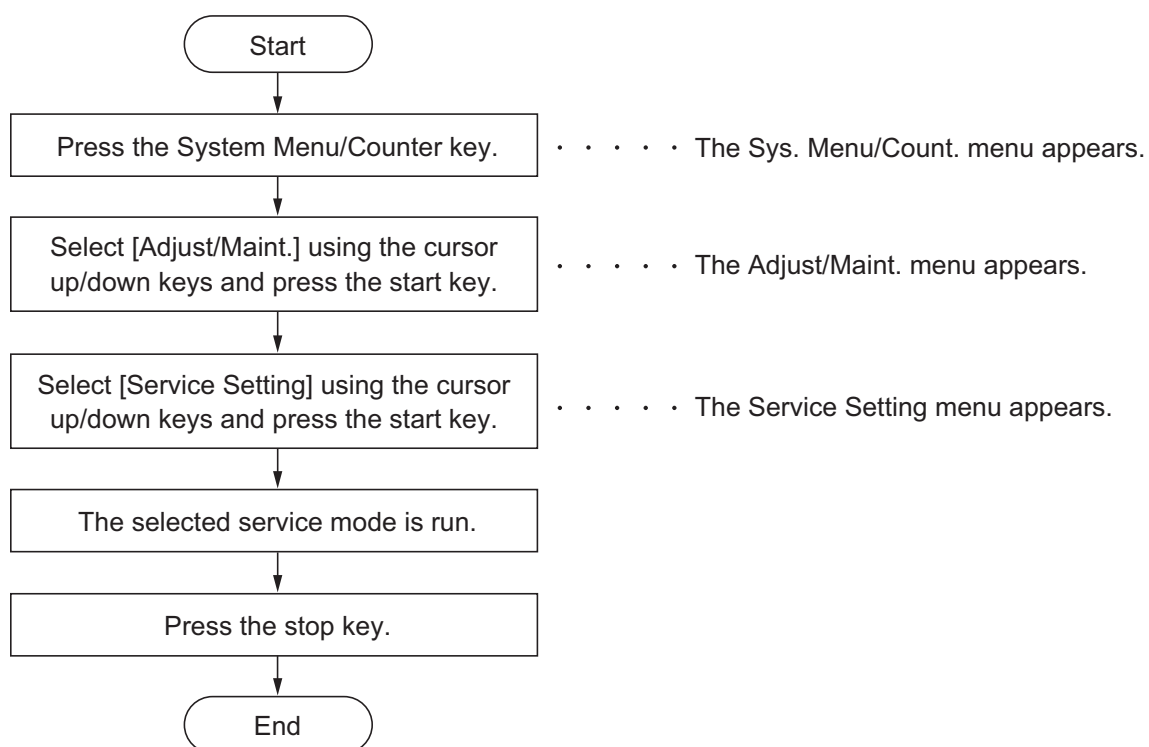 Start
Press the System Menu/Counter key.
· · · · · The Sys. Menu/Count. menu appears.
Select [Adjust/Maint.] using the cursor
up/down keys and press the start key.
· · · · · The Adjust/Maint. menu appears.
Select [Service Setting] using the cursor
up/down keys and press the start key.
· · · · · The Service Setting menu appears.
The selected service mode is run.
Press the stop key.
End